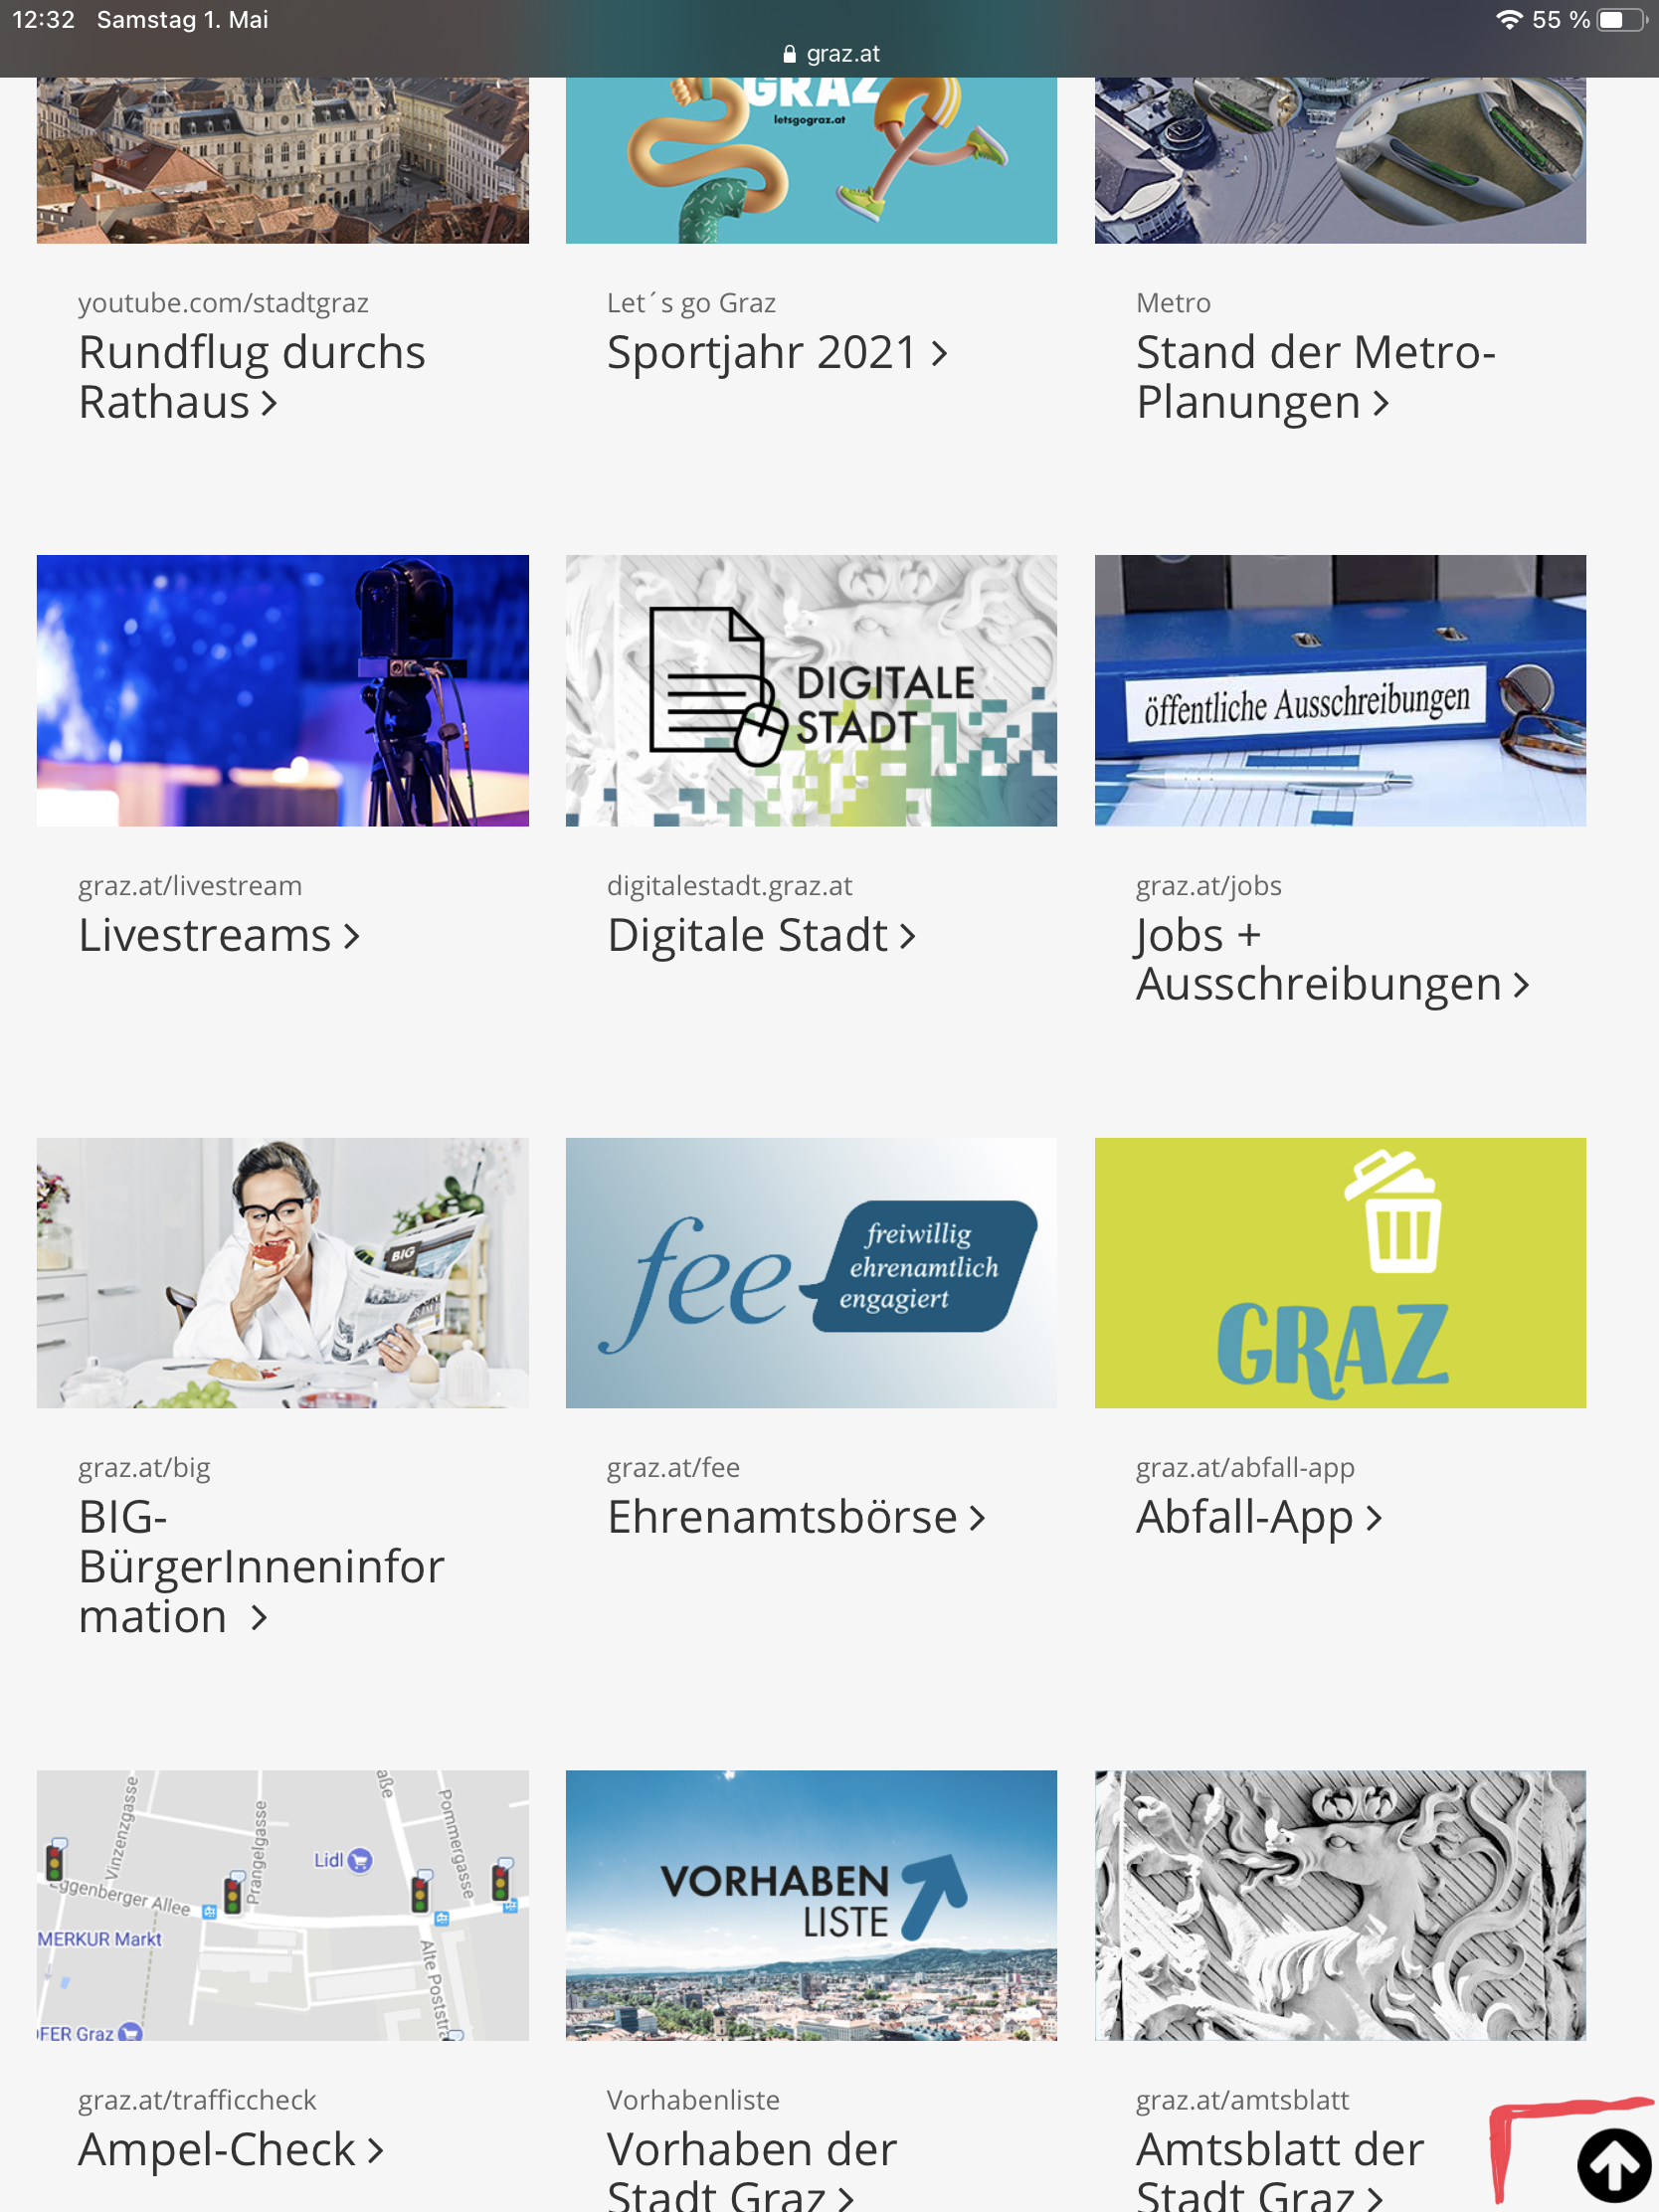 12:32 Samstag 1. Mai
55 %
graz.at
GRAZ
letsgograz.at
youtube.com/stadtgraz
Rundflug durchs
Rathaus
Let´s go Graz
Sportjahr 2021
Metro
Stand der Metro-
Planungen
DIGITALE
STADT
öffentliche Ausschreibungen
graz.at/livestream
Livestreams
digitalestadt.graz.at
Digitale Stadt
graz.at/jobs
Jobs +
Ausschreibungen
BIG
fee
freiwillig
ehrenamtlich
engagiert
GRAZ
graz.at/big
BIG-
BürgerInneninfor
mation
graz.at/fee
Ehrenamtsbörse
graz.at/abfall-app
Abfall-App
Vinzenzgasse
Prangelgasse
aße
Pommergasse
Lidl
Eggenberger Allee
MERKUR Markt
Alte Poststra
FER Graz
VORHABEN
LISTE
graz.at/trafficcheck
Ampel-Check
Vorhabenliste
Vorhaben der
Stadt Graz
graz.at/amtsblatt
Amtsblatt der
Stadt Graz